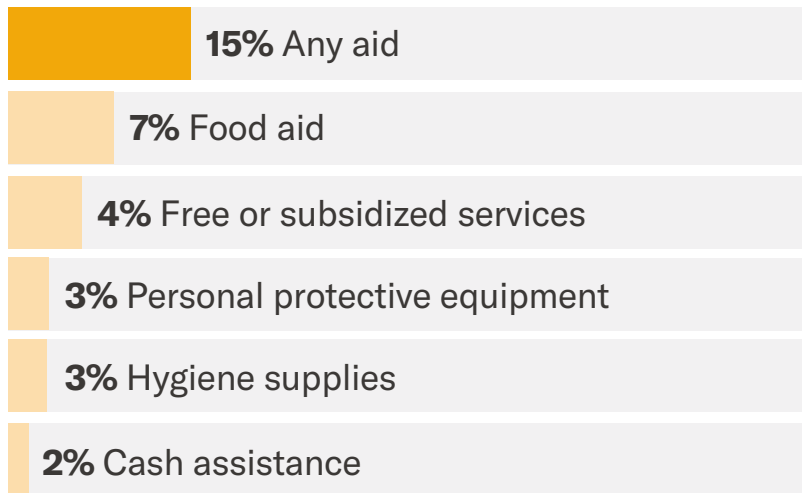 15% Any aid
7% Food aid
4% Free or subsidized services
3% Personal protective equipment
3% Hygiene supplies
2% Cash assistance